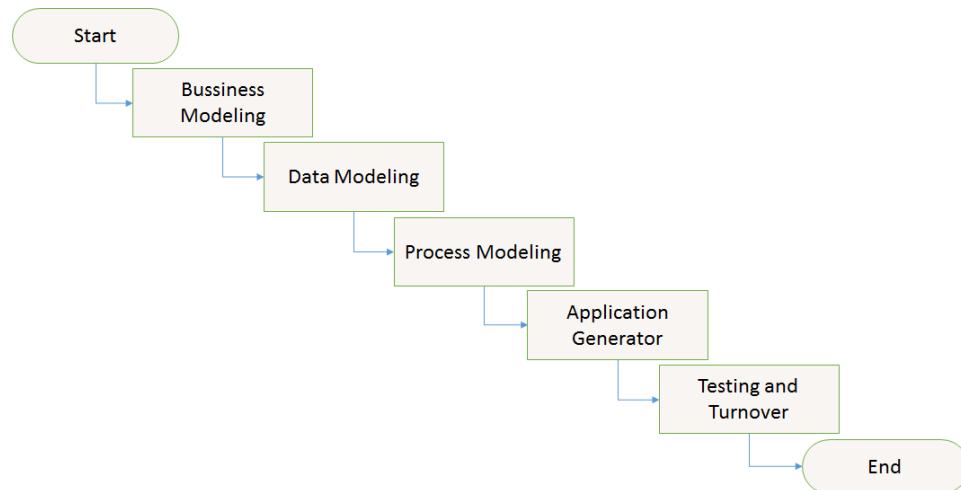 Start
Bussiness
Modeling
Data Modeling
Process Modeling
Application
Generator
Testing and
Turnover
End